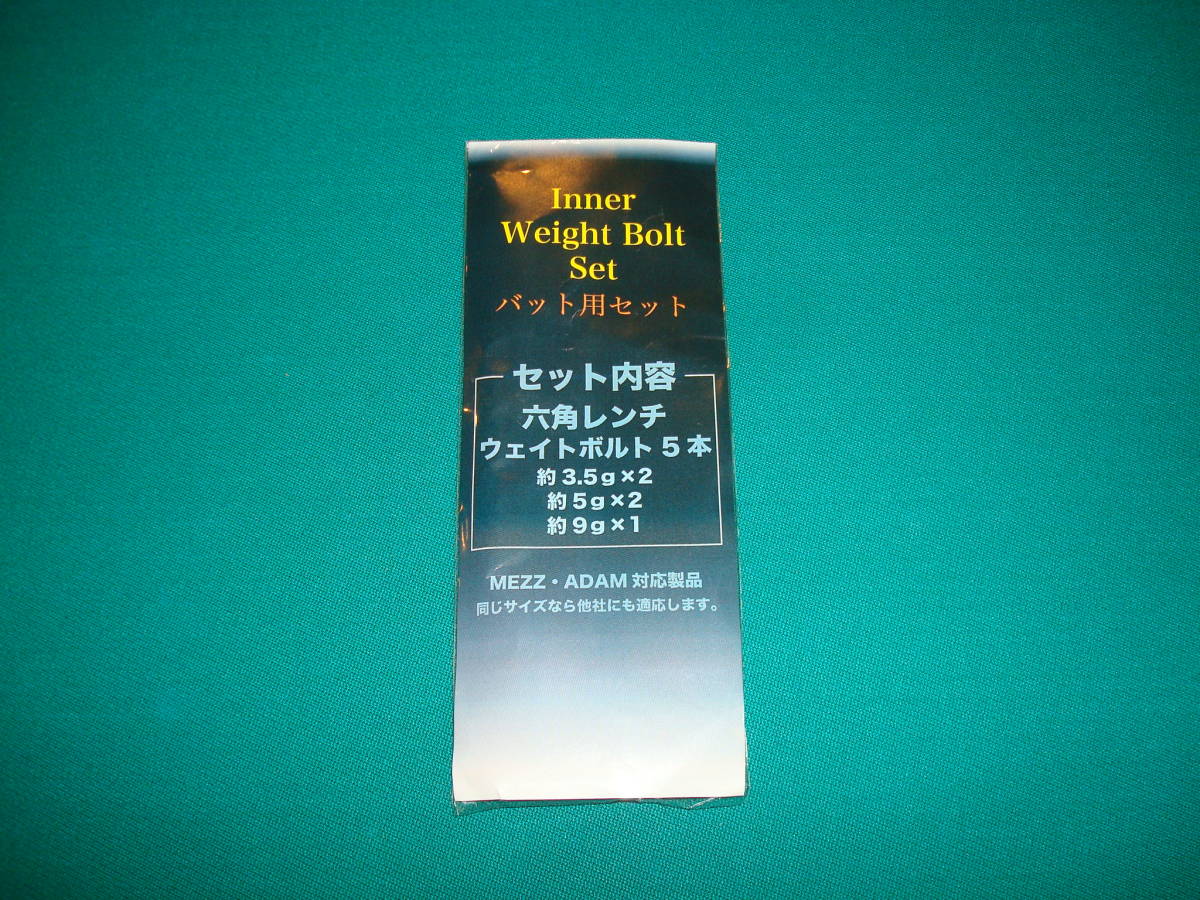 Inner
Weight Bolt
Set
バット用セット
セット内容
六角レンチ
ウェイトボルト5本
約3.5g×2
約5g×2
約9g×1
MEZZ・ADAM対応製品
同じサイズなら他社にも適応します。